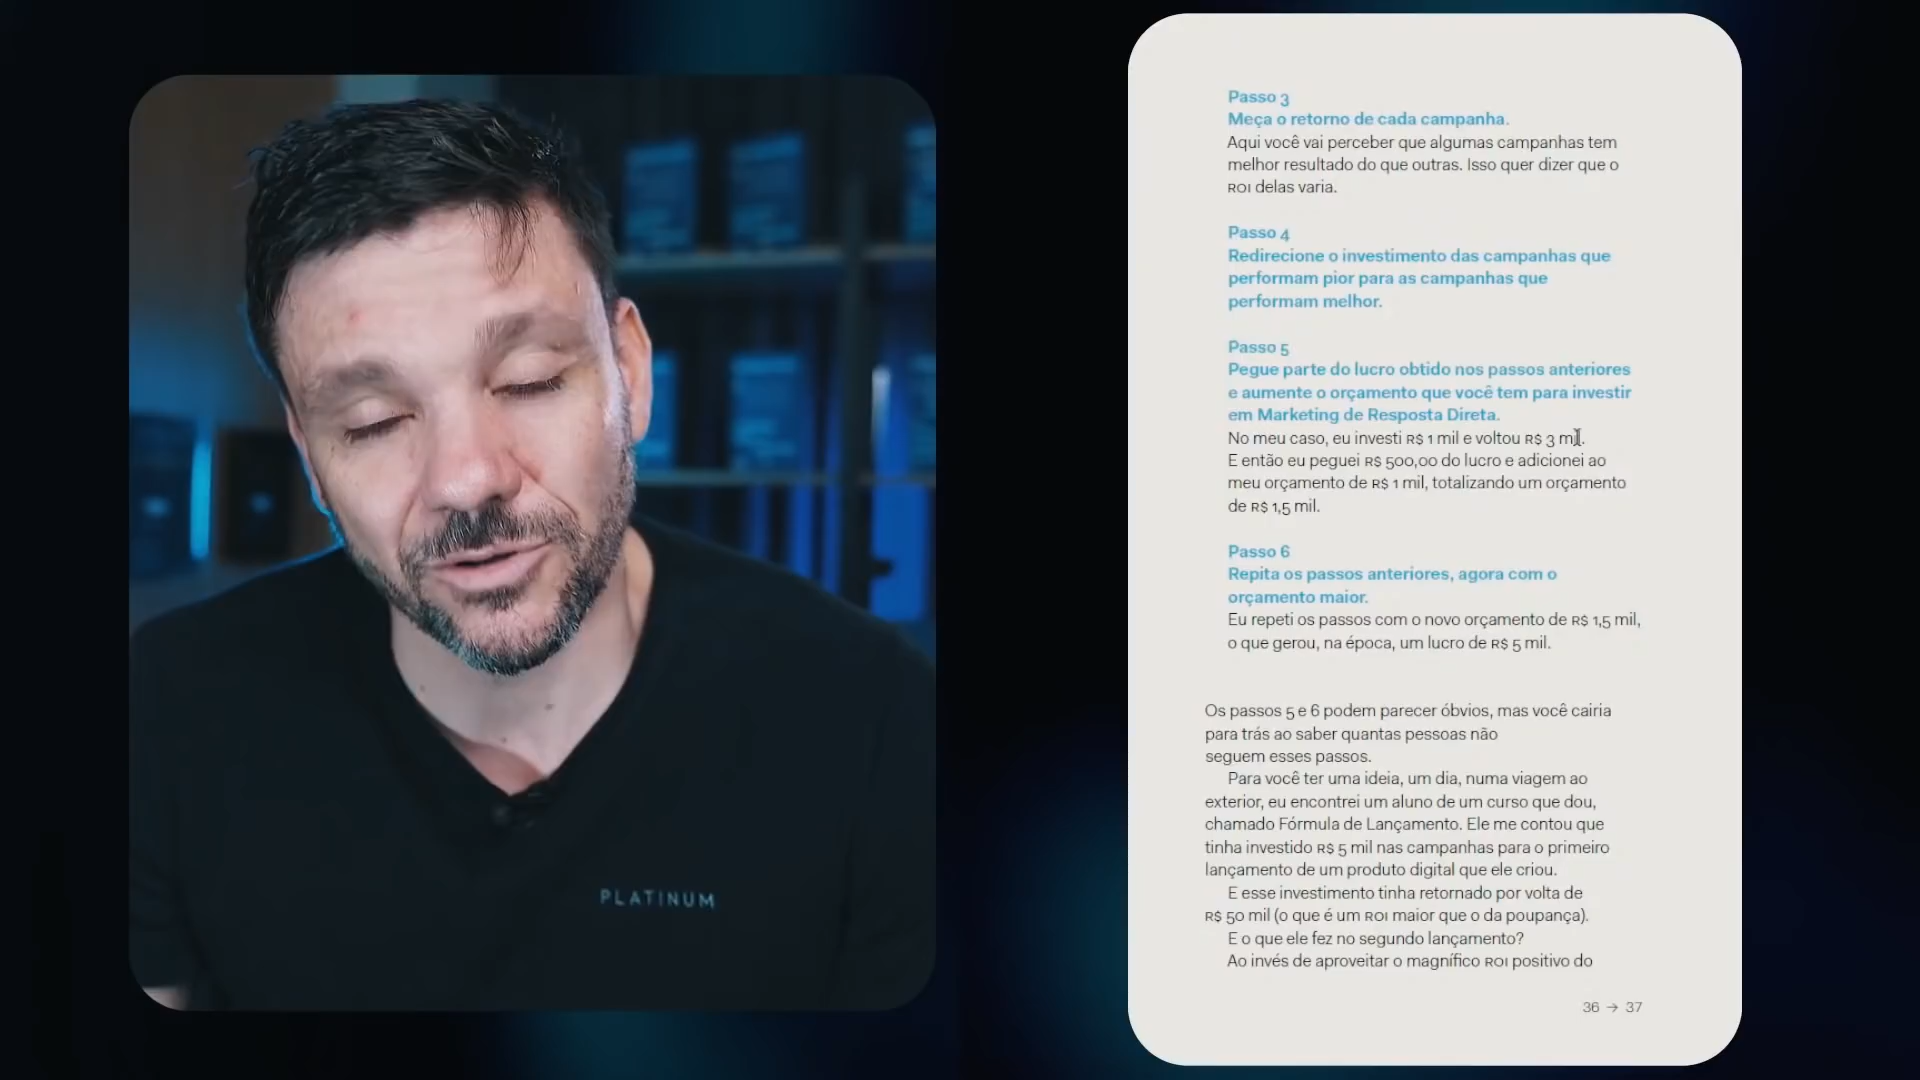 PLATINUM
Passo 3
Meça o retorno de cada campanha.
Aqui você vai perceber que algumas campanhas tem
melhor resultado do que outras. Isso quer dizer que o
ROI delas varia.
Passo 4
Redirecione o investimento das campanhas que
performam pior para as campanhas que
performam melhor.
Passo 5
Pegue parte do lucro obtido nos passos anteriores
e aumente o orçamento que você tem para investir
em Marketing de Resposta Direta.
No meu caso, eu investi R$ 1 mil e voltou R$ 3 mil.
E então eu peguei R$ 500,00 do lucro e adicionei ao
meu orçamento de R$ 1 mil, totalizando um orçamento
de R$ 1,5 mil.
Passo 6
Repita os passos anteriores, agora com o
orçamento maior.
Eu repeti os passos com o novo orçamento de R$ 1,5 mil,
o que gerou, na época, um lucro de R$ 5 mil.
Os passos 5 e 6 podem parecer óbvios, mas você cairia
para trás ao saber quantas pessoas não
seguem esses passos.
Para você ter uma ideia, um dia, numa viagem ao
exterior, eu encontrei um aluno de um curso que dou,
chamado Fórmula de Lançamento. Ele me contou que
tinha investido R$ 5 mil nas campanhas para o primeiro
lançamento de um produto digital que ele criou.
E esse investimento tinha retornado por volta de
R$ 50 mil (o que é um ROI maior que o da poupança).
E o que ele fez no segundo lançamento?
Ao invés de aproveitar o magnífico ROI positivo do
36 → 37